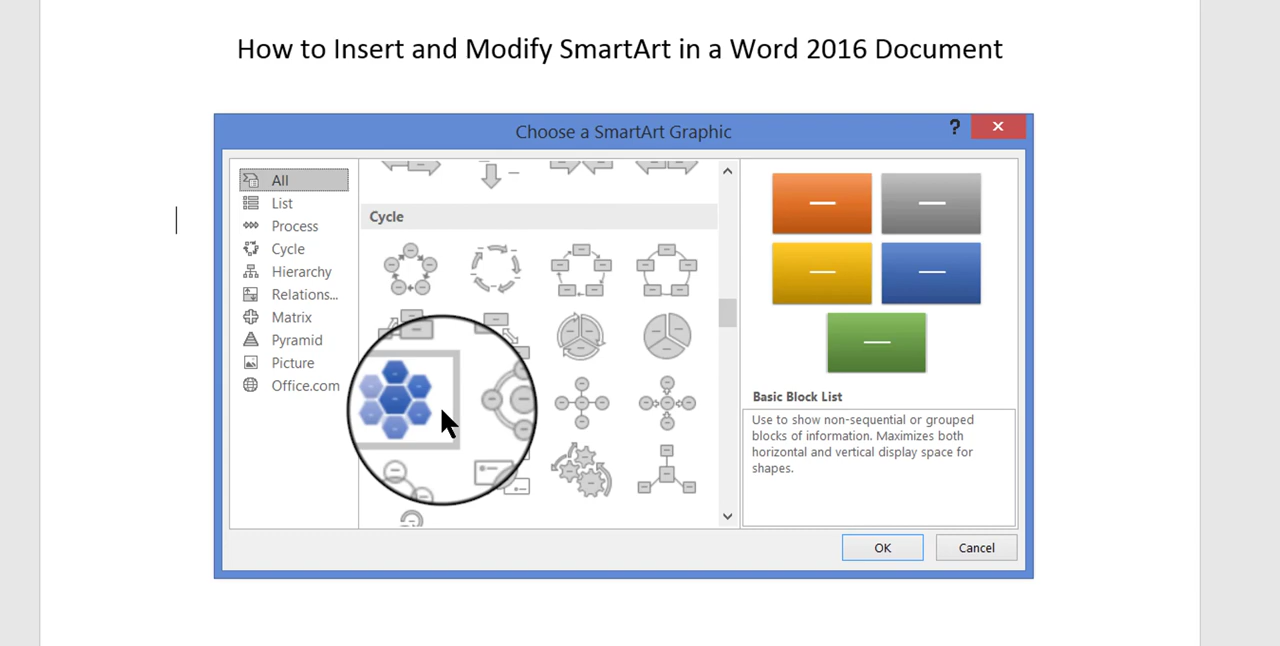 How to Insert and Modify SmartArt in a Word 2016 Document
Choose a SmartArt Graphic
?
All
List
Process
Cycle
Hierarchy
Relations...
Matrix
Pyramid
Picture
Office.com
Cycle
Basic Block List
Use to show non-sequential or grouped
blocks of information. Maximizes both
horizontal and vertical display space for
shapes.
OK
Cancel